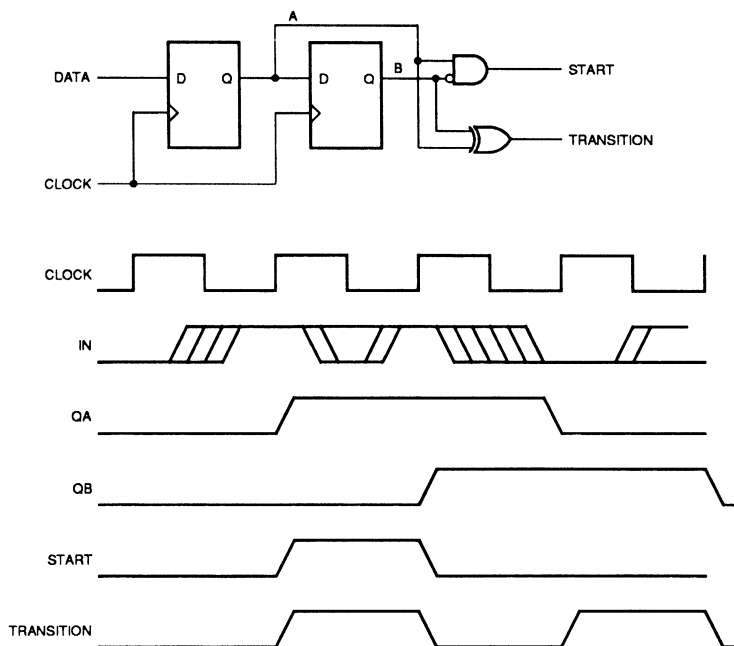 A
DATA
D Q
D Q
B
START
TRANSITION
CLOCK
CLOCK
IN
QA
QB
START
TRANSITION